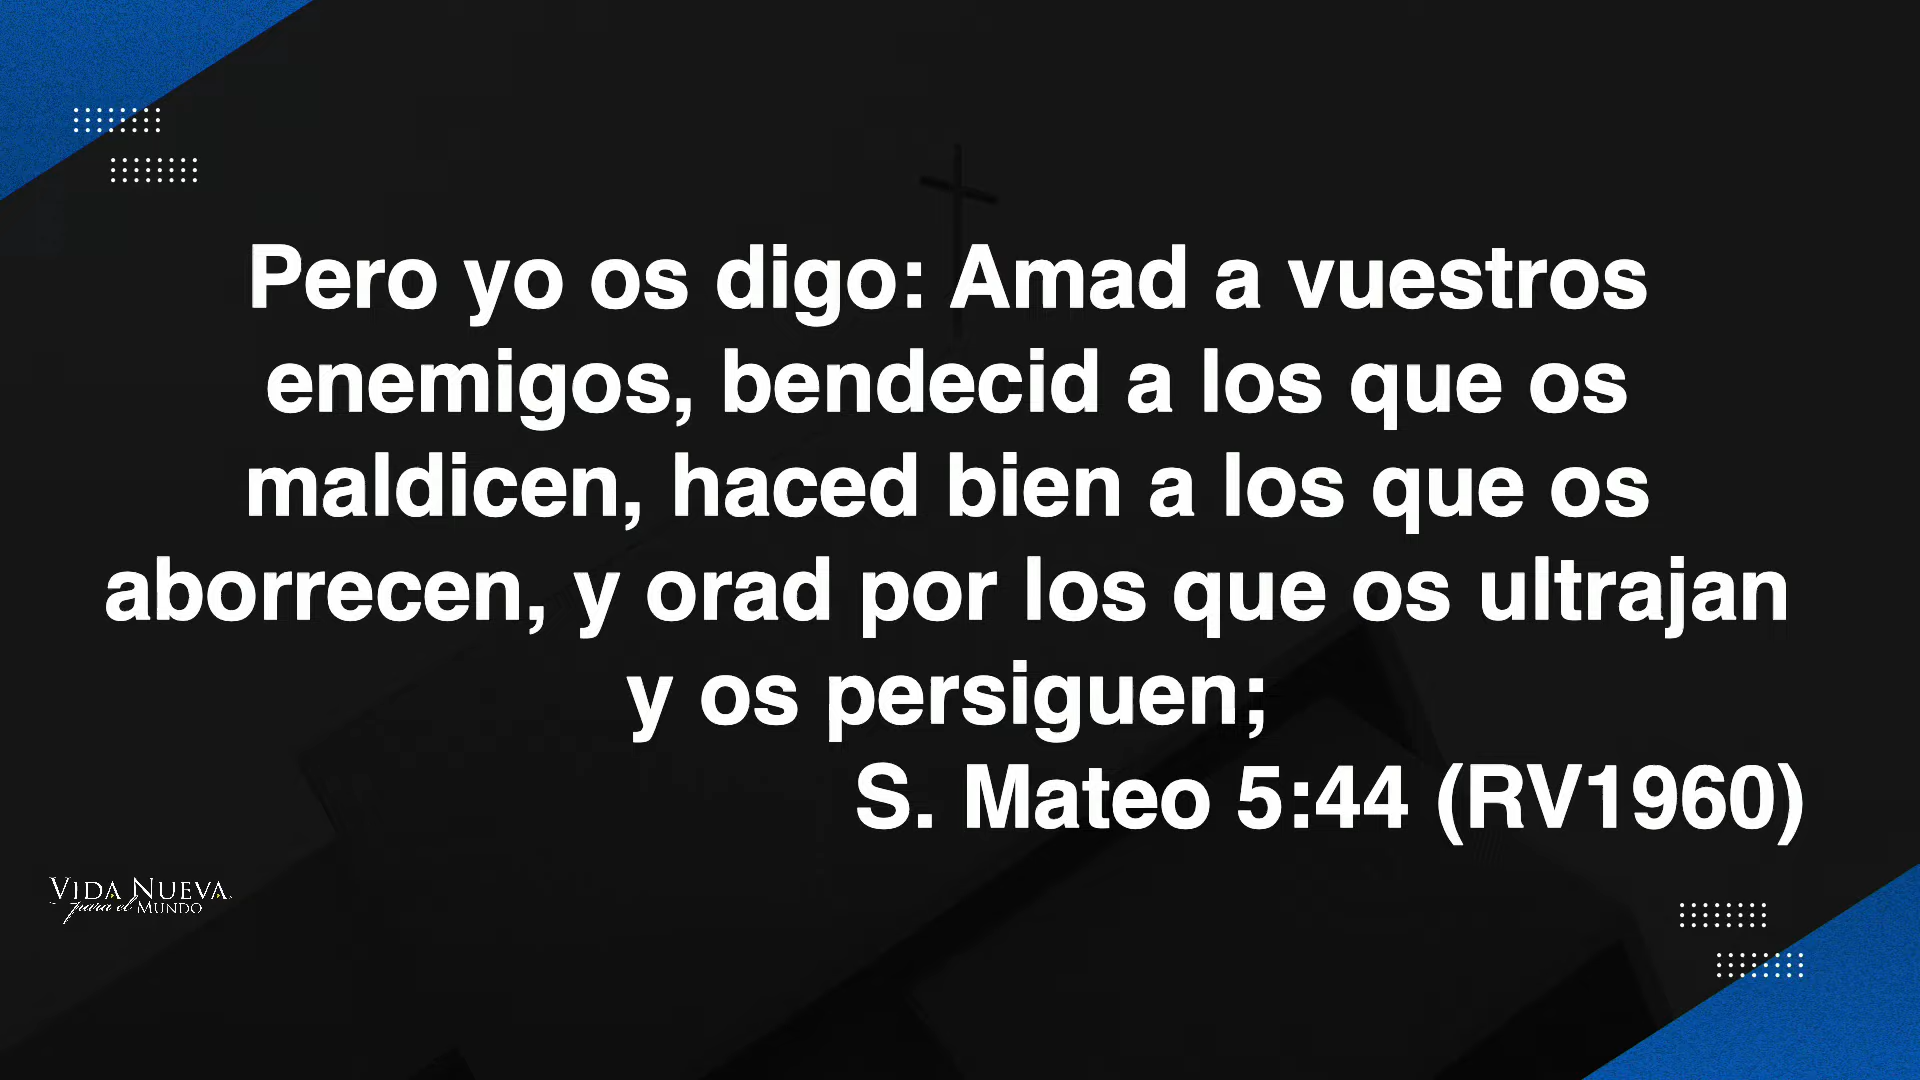 Pero yo os digo: Amad a vuestros
enemigos, bendecid a los que os
maldicen, haced bien a los que os
aborrecen, y orad por los que os ultrajan
y os persiguen;
S. Mateo 5:44 (RV1960)
VIDA NUEVA
para el MUNDO